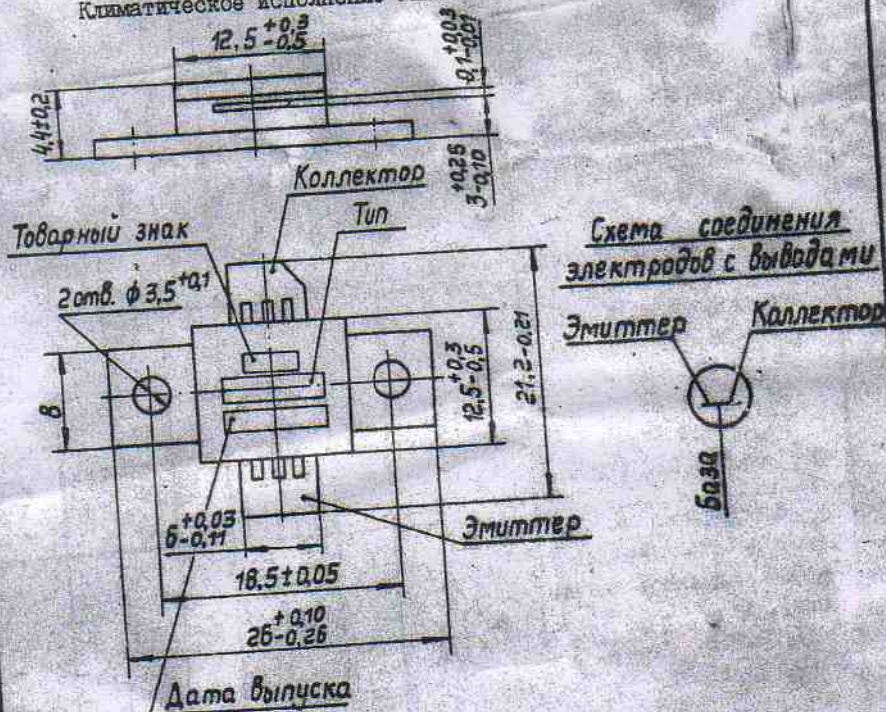 Климатическое исполнение
12,5 +0,3 -0,5
0,1 +0,03 -0,01
4,4±0,2
3 +0,25 -0,10
Коллектор
Тип
Товарный знак
2отв. ф 3,5 +0,1
Схема соединения
электродов с выводами
Эмиттер
Коллектор
База
8
12,5 +0,3 -0,5
21,2-0,21
6 +0,03 -0,11
Эмиттер
18,5±0,05
26 +0,10 -0,26
Дата выпуска